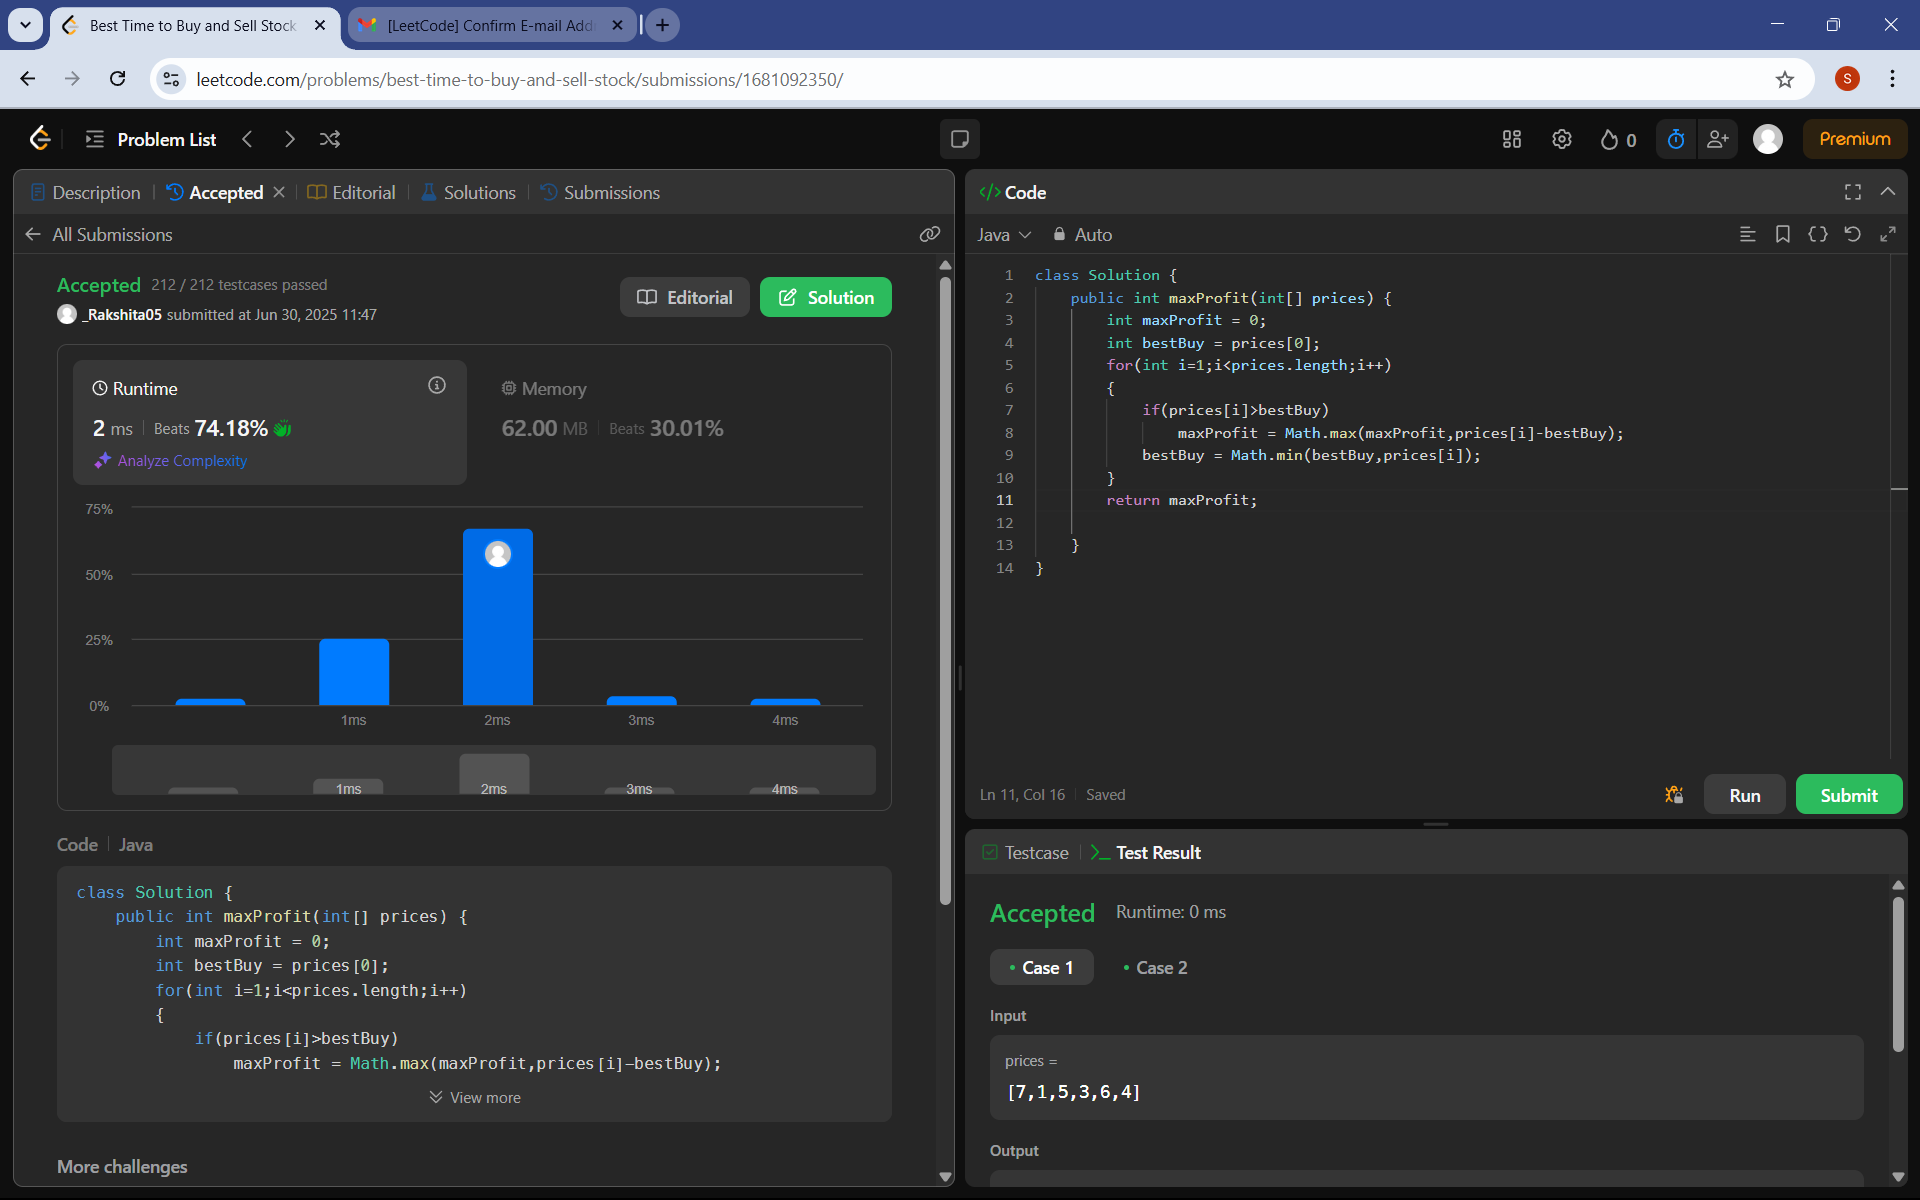 Best Time to Buy and Sell Stock
[LeetCode] Confirm E-mail Add
leetcode.com/problems/best-time-to-buy-and-sell-stock/submissions/1681092350/
S
Problem List
0
Premium
Description
Accepted
Editorial
Solutions
Submissions
All Submissions
Accepted 212 / 212 testcases passed
_Rakshita05 submitted at Jun 30, 2025 11:47
Editorial
Solution
Runtime
2 ms Beats 74.18%
Analyze Complexity
Memory
62.00 MB Beats 30.01%
75%
50%
25%
0%
1ms 2ms 3ms 4ms
1ms 2ms 3ms 4ms
Code Java
class Solution {
    public int maxProfit(int[] prices) {
        int maxProfit = 0;
        int bestBuy = prices[0];
        for(int i=1;i<prices.length;i++)
        {
            if(prices[i]>bestBuy)
                maxProfit = Math.max(maxProfit,prices[i]-bestBuy);
View more
More challenges
</> Code
Java
Auto
1 class Solution {
2     public int maxProfit(int[] prices) {
3         int maxProfit = 0;
4         int bestBuy = prices[0];
5         for(int i=1;i<prices.length;i++)
6         {
7             if(prices[i]>bestBuy)
8                 maxProfit = Math.max(maxProfit,prices[i]-bestBuy);
9             bestBuy = Math.min(bestBuy,prices[i]);
10         }
11         return maxProfit;
12
13     }
14 }
Ln 11, Col 16 Saved
Run
Submit
Testcase
Test Result
Accepted Runtime: 0 ms
Case 1
Case 2
Input
prices =
[7,1,5,3,6,4]
Output